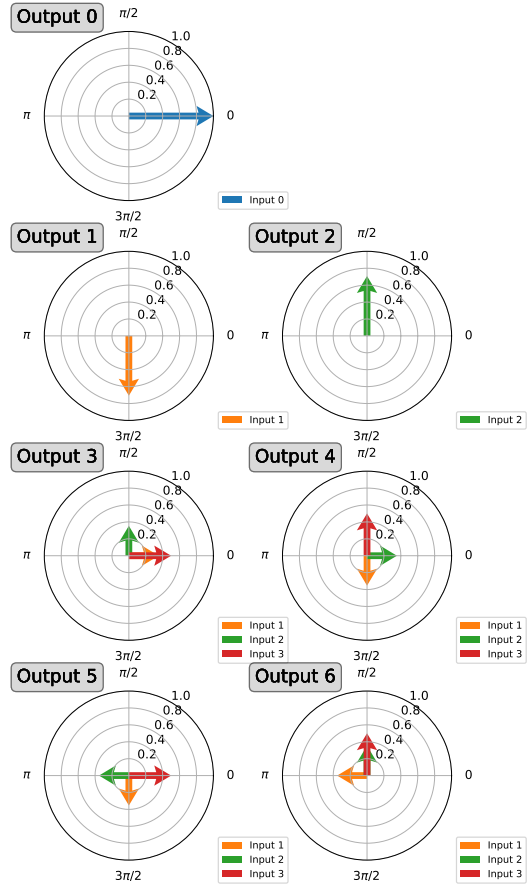 Output 0
π/2
1.0
0.8
0.6
0.4
0.2
π
0
3π/2
Input 0
Output 1
π/2
1.0
0.8
0.6
0.4
0.2
π
0
3π/2
Input 1
Output 2
π/2
1.0
0.8
0.6
0.4
0.2
π
0
3π/2
Input 2
Output 3
π/2
1.0
0.8
0.6
0.4
0.2
π
0
3π/2
Input 1
Input 2
Input 3
Output 4
π/2
1.0
0.8
0.6
0.4
0.2
π
0
3π/2
Input 1
Input 2
Input 3
Output 5
π/2
1.0
0.8
0.6
0.4
0.2
π
0
3π/2
Input 1
Input 2
Input 3
Output 6
π/2
1.0
0.8
0.6
0.4
0.2
π
0
3π/2
Input 1
Input 2
Input 3